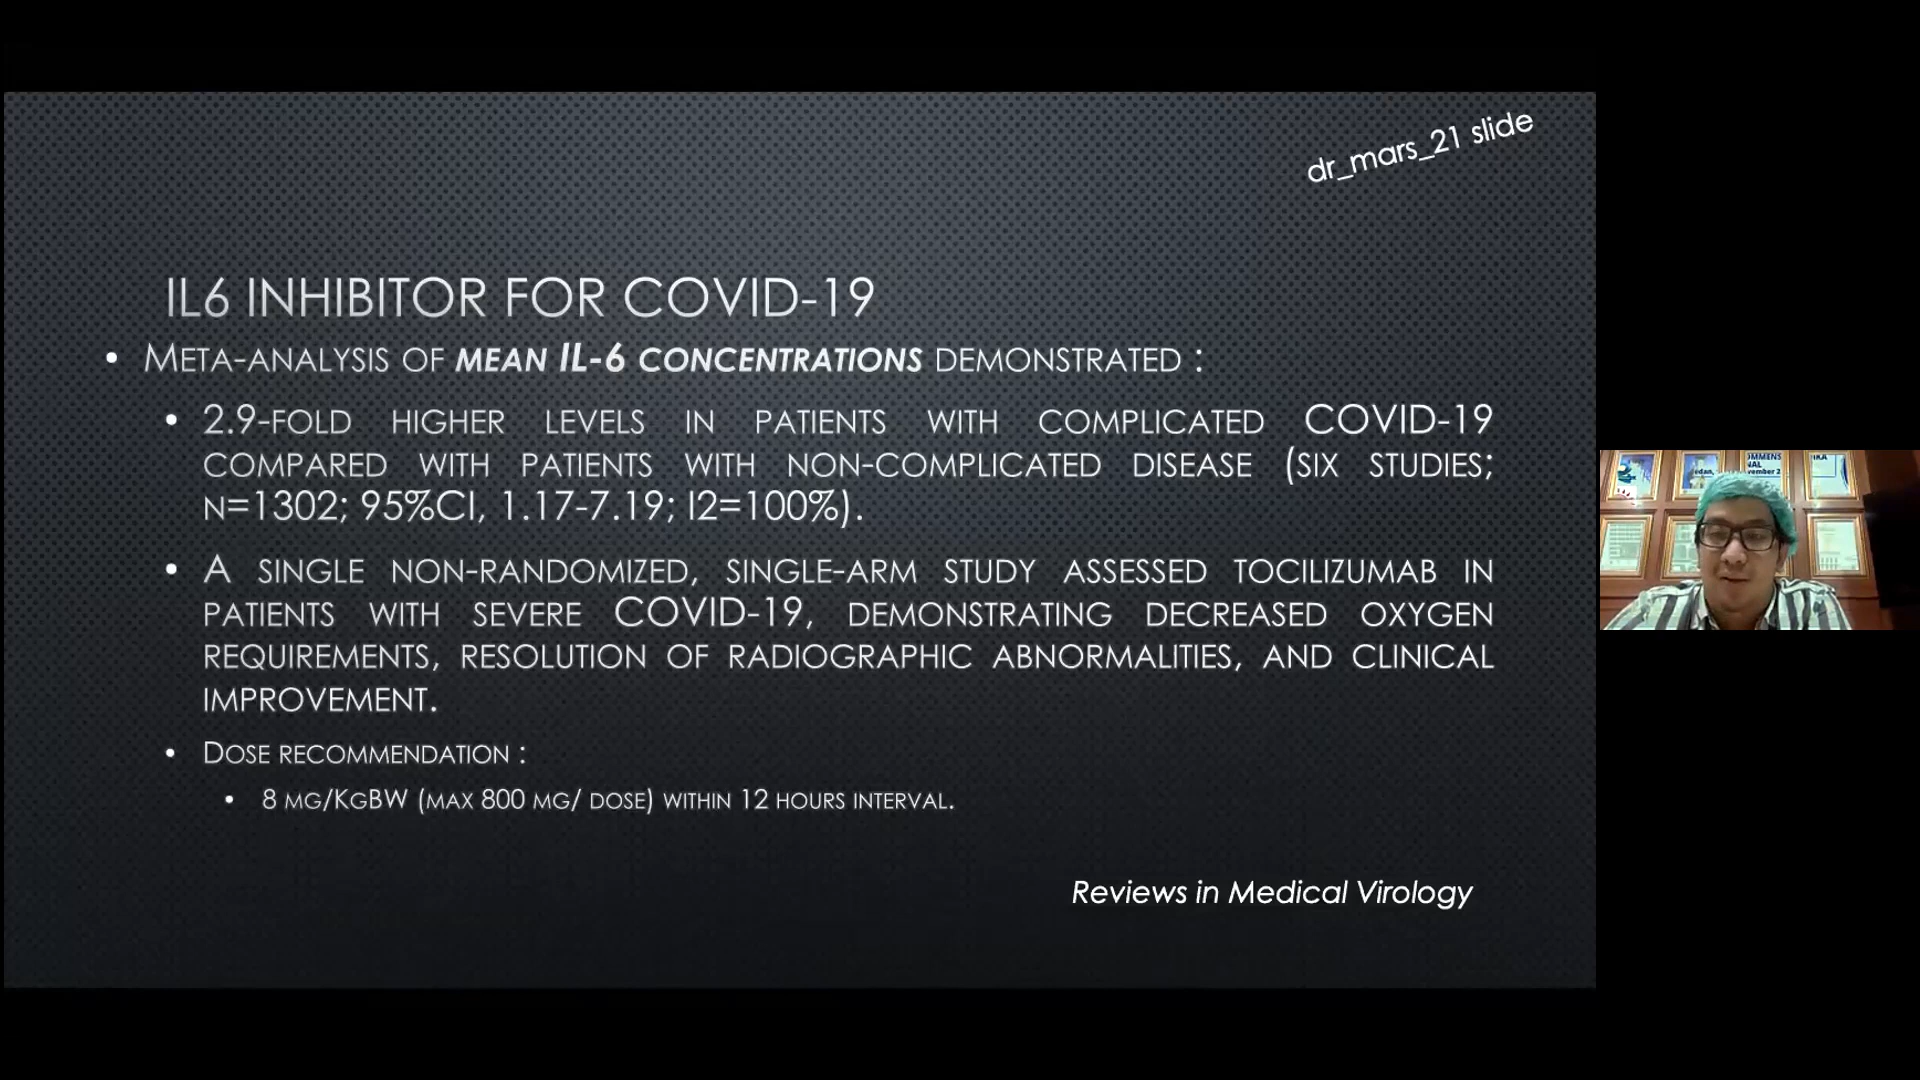 dr_mars_21 slide
IL6 INHIBITOR FOR COVID-19
• META-ANALYSIS OF MEAN IL-6 CONCENTRATIONS DEMONSTRATED :
• 2.9-FOLD HIGHER LEVELS IN PATIENTS WITH COMPLICATED COVID-19
COMPARED WITH PATIENTS WITH NON-COMPLICATED DISEASE (SIX STUDIES;
N=1302; 95%CI, 1.17-7.19; I2=100%).
• A SINGLE NON-RANDOMIZED, SINGLE-ARM STUDY ASSESSED TOCILIZUMAB IN
PATIENTS WITH SEVERE COVID-19, DEMONSTRATING DECREASED OXYGEN
REQUIREMENTS, RESOLUTION OF RADIOGRAPHIC ABNORMALITIES, AND CLINICAL
IMPROVEMENT.
• DOSE RECOMMENDATION :
• 8 MG/KGBW (MAX 800 MG/ DOSE) WITHIN 12 HOURS INTERVAL.
Reviews in Medical Virology